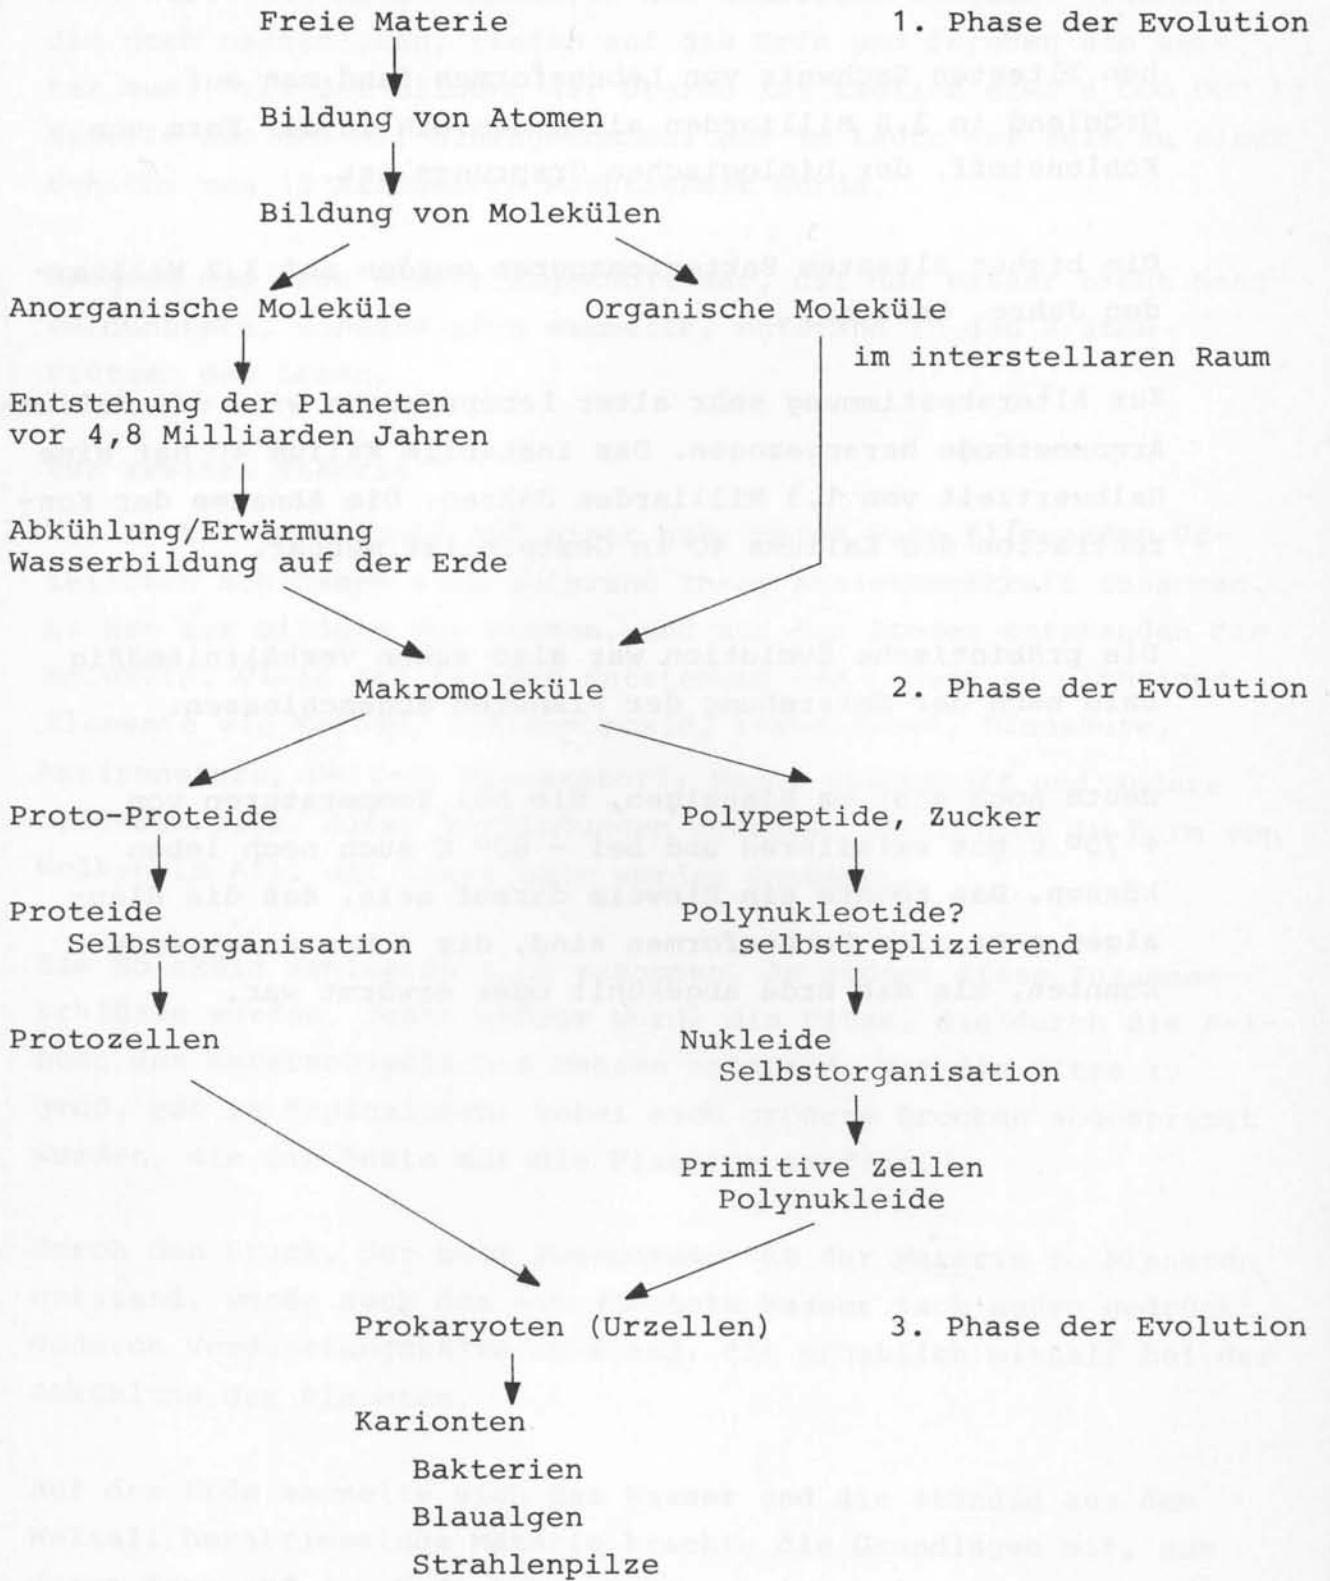 Freie Materie 1. Phase der Evolution
Bildung von Atomen
Bildung von Molekülen
Anorganische Moleküle Organische Moleküle
im interstellaren Raum
Entstehung der Planeten
vor 4,8 Milliarden Jahren
Abkühlung/Erwärmung
Wasserbildung auf der Erde
Makromoleküle 2. Phase der Evolution
Proto-Proteide Polypeptide, Zucker
Proteide Polynukleotide?
Selbstorganisation selbstreplizierend
Protozellen Nukleide
Selbstorganisation
Primitive Zellen
Polynukleide
Prokaryoten (Urzellen) 3. Phase der Evolution
Karionten
Bakterien
Blaualgen
Strahlenpilze